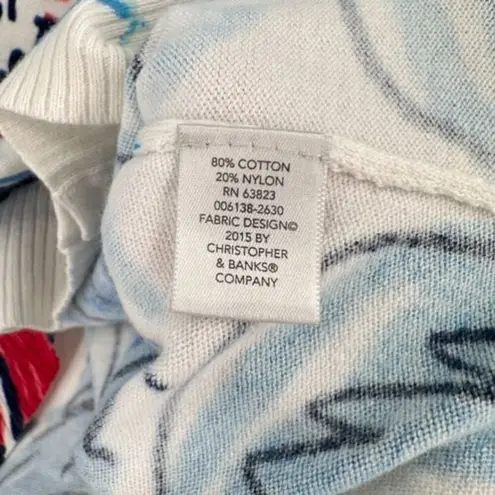 80% COTTON
20% NYLON
RN 63823
006138-2630
FABRIC DESIGN©
2015 BY
CHRISTOPHER
& BANKS®
COMPANY